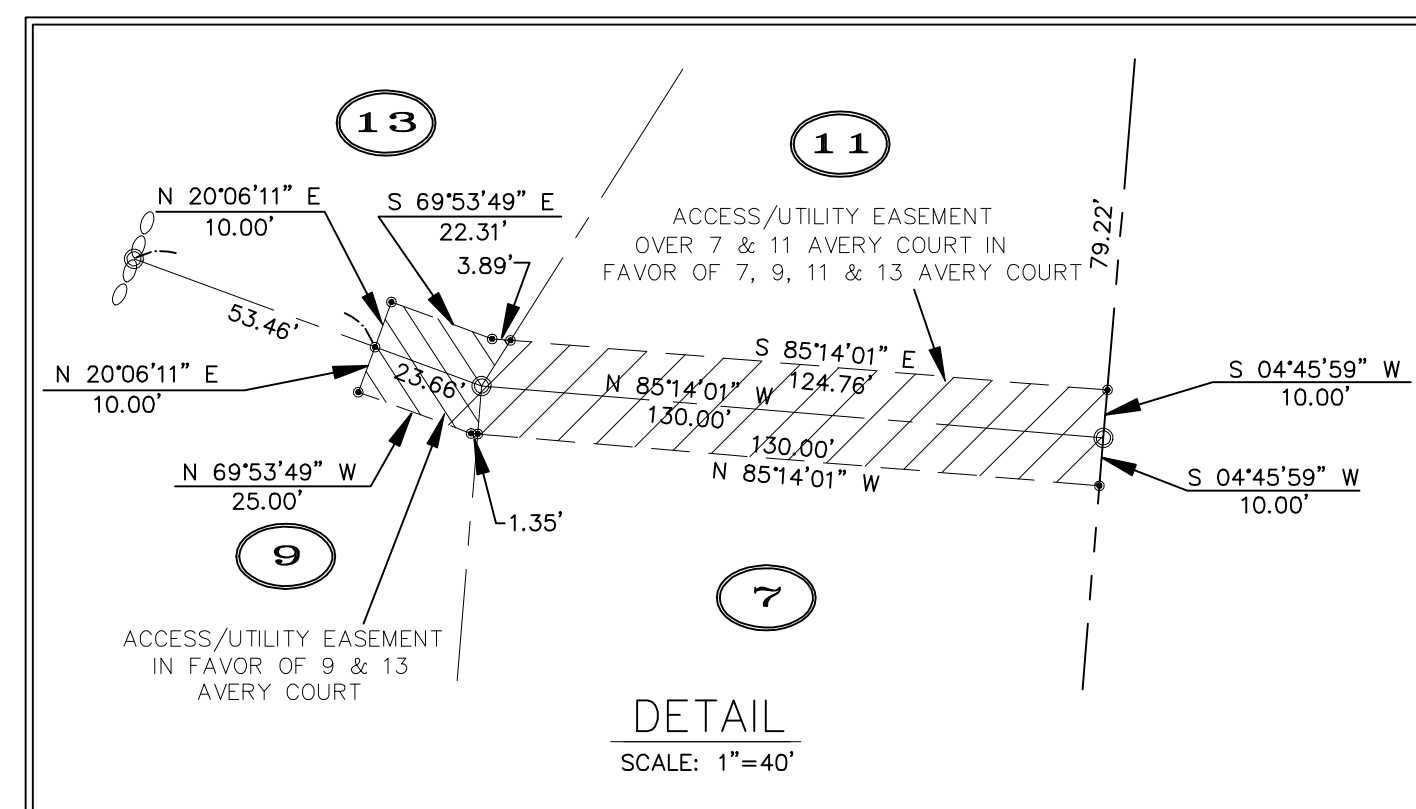 13
11
N 20°06'11" E
10.00'
S 69°53'49" E
22.31'
3.89'
ACCESS/UTILITY EASEMENT
OVER 7 & 11 AVERY COURT IN
FAVOR OF 7, 9, 11 & 13 AVERY COURT
79.22'
53.46'
N 20°06'11" E
10.00'
23.66'
S 85°14'01" E
124.76'
N 85°14'01" W
130.00'
130.00'
N 85°14'01" W
S 04°45'59" W
10.00'
S 04°45'59" W
10.00'
N 69°53'49" W
25.00'
1.35'
9
7
ACCESS/UTILITY EASEMENT
IN FAVOR OF 9 & 13
AVERY COURT
DETAIL
SCALE: 1"=40'